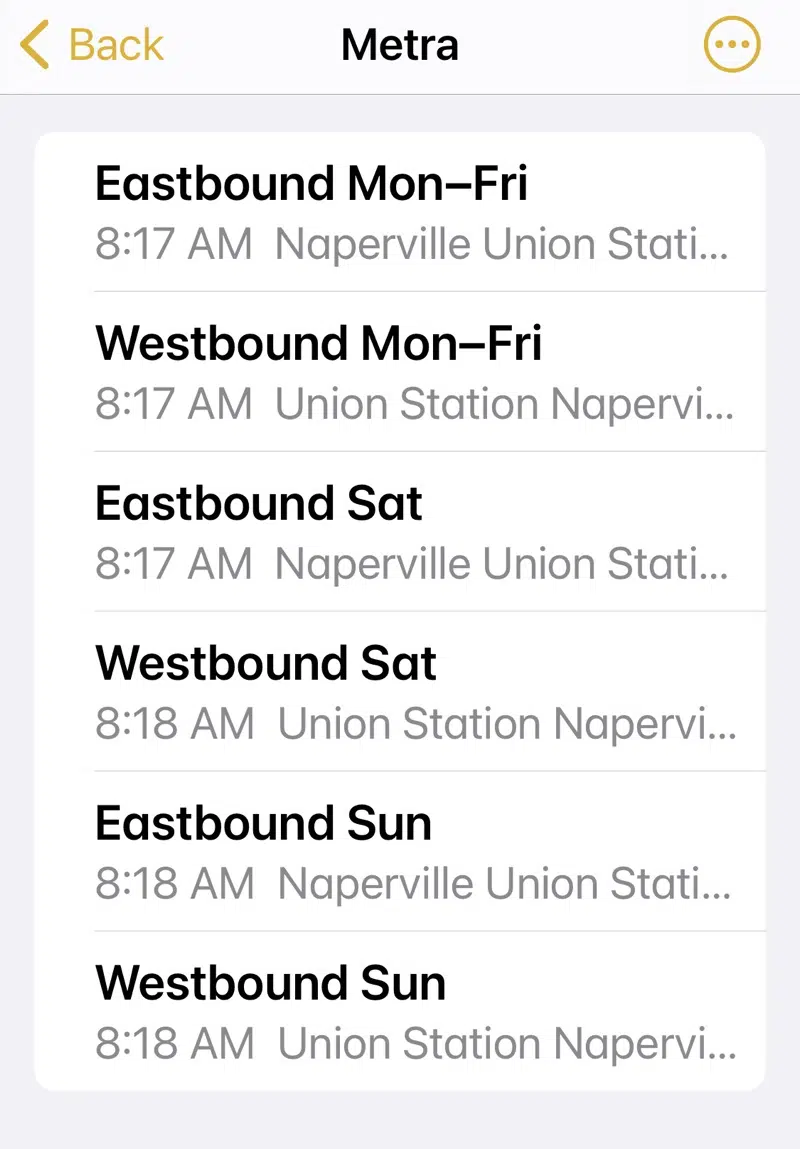 Back
Metra
Eastbound Mon–Fri
8:17 AM Naperville Union Stati...
Westbound Mon–Fri
8:17 AM Union Station Napervi...
Eastbound Sat
8:17 AM Naperville Union Stati...
Westbound Sat
8:18 AM Union Station Napervi...
Eastbound Sun
8:18 AM Naperville Union Stati...
Westbound Sun
8:18 AM Union Station Napervi...